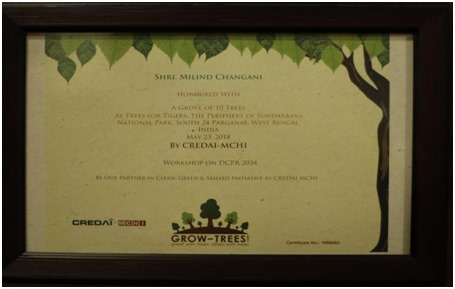 Shri. Milind Changani
Honoured With
A Grove of 10 Trees
at Trees for Tigers, The Periphery of Sundarbans
National Park, South 24 Parganas, West Bengal
India
May 23, 2018
BY CREDAI-MCHI
Workshop on DCPR 2034
Be Our Partner in Clean, Green & Skilled Initiative by CREDAI MCHI
CREDAI MCHI
GROW-TREES
Certificate No.-